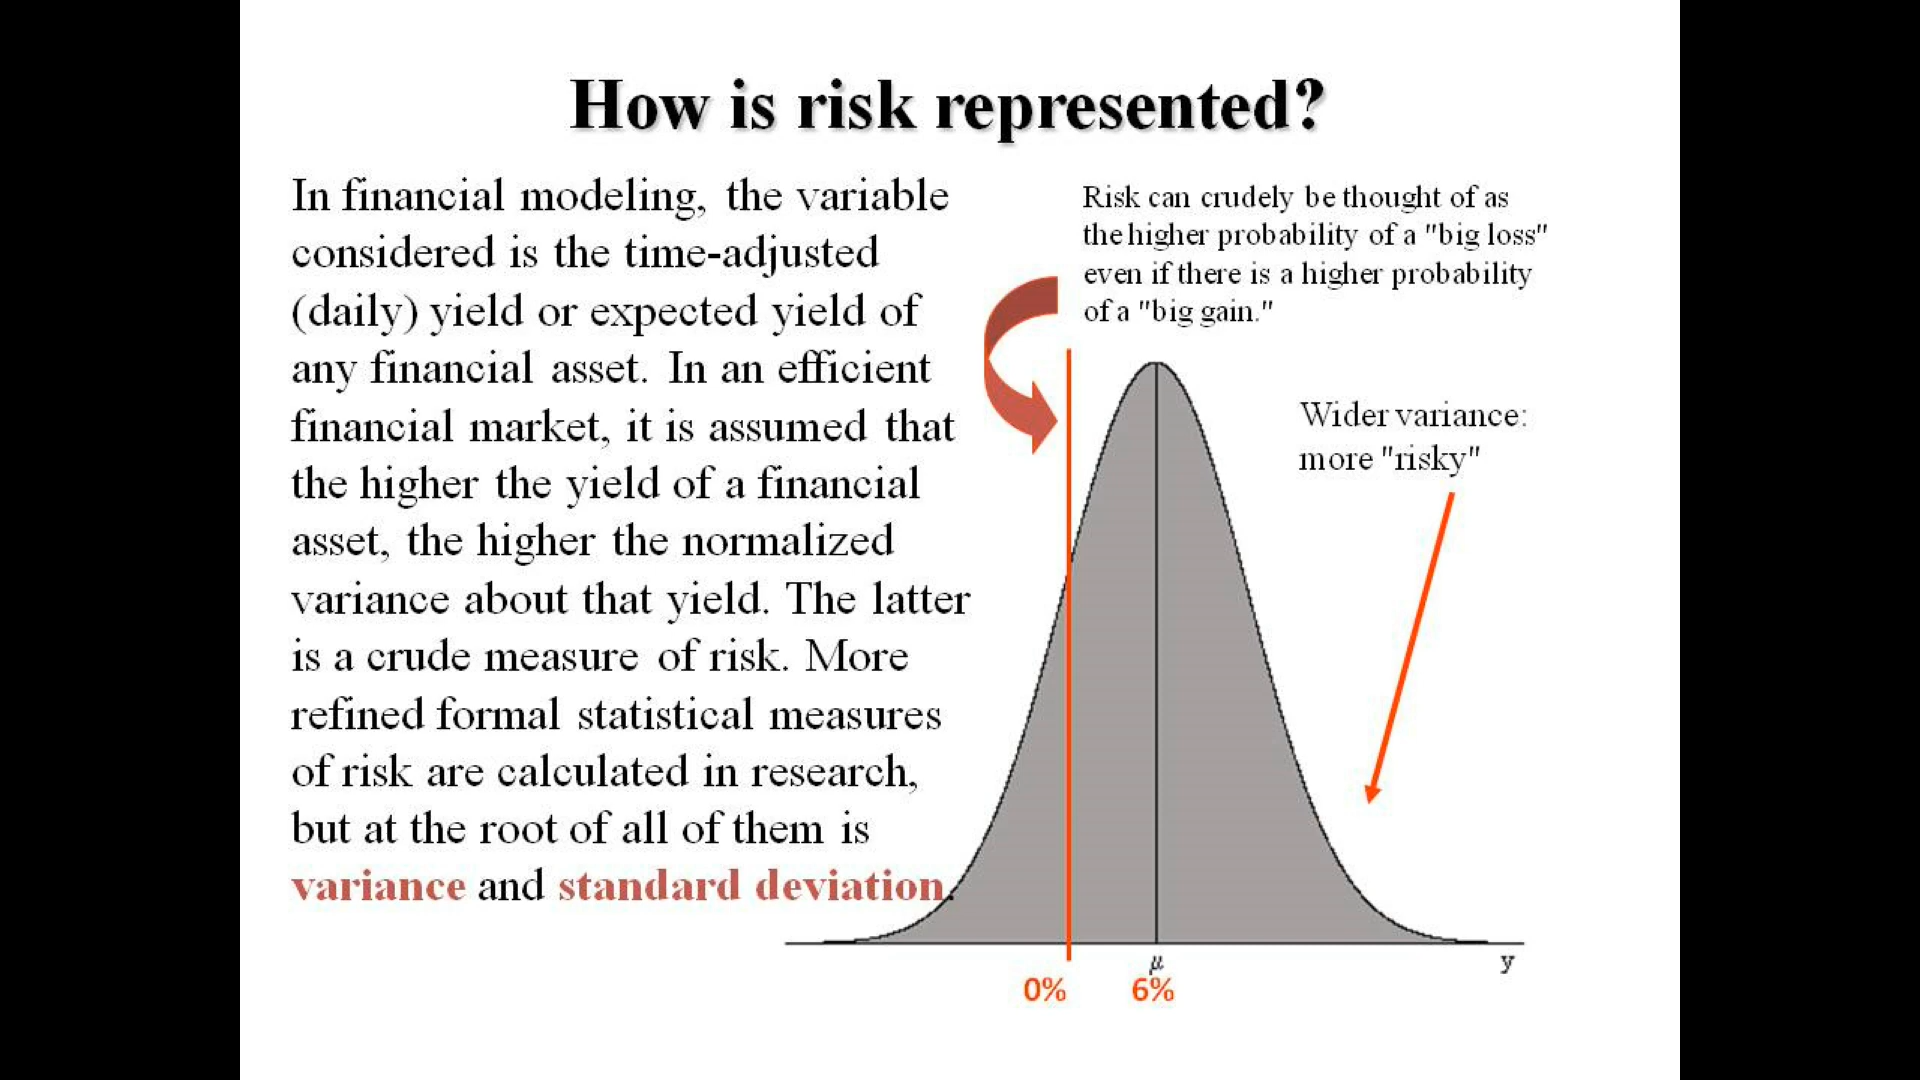 How is risk represented?
In financial modeling, the variable
considered is the time-adjusted
(daily) yield or expected yield of
any financial asset. In an efficient
financial market, it is assumed that
the higher the yield of a financial
asset, the higher the normalized
variance about that yield. The latter
is a crude measure of risk. More
refined formal statistical measures
of risk are calculated in research,
but at the root of all of them is
variance and standard deviation.
Risk can crudely be thought of as
the higher probability of a "big loss"
even if there is a higher probability
of a "big gain."
Wider variance:
more "risky"
μ
y
0%
6%